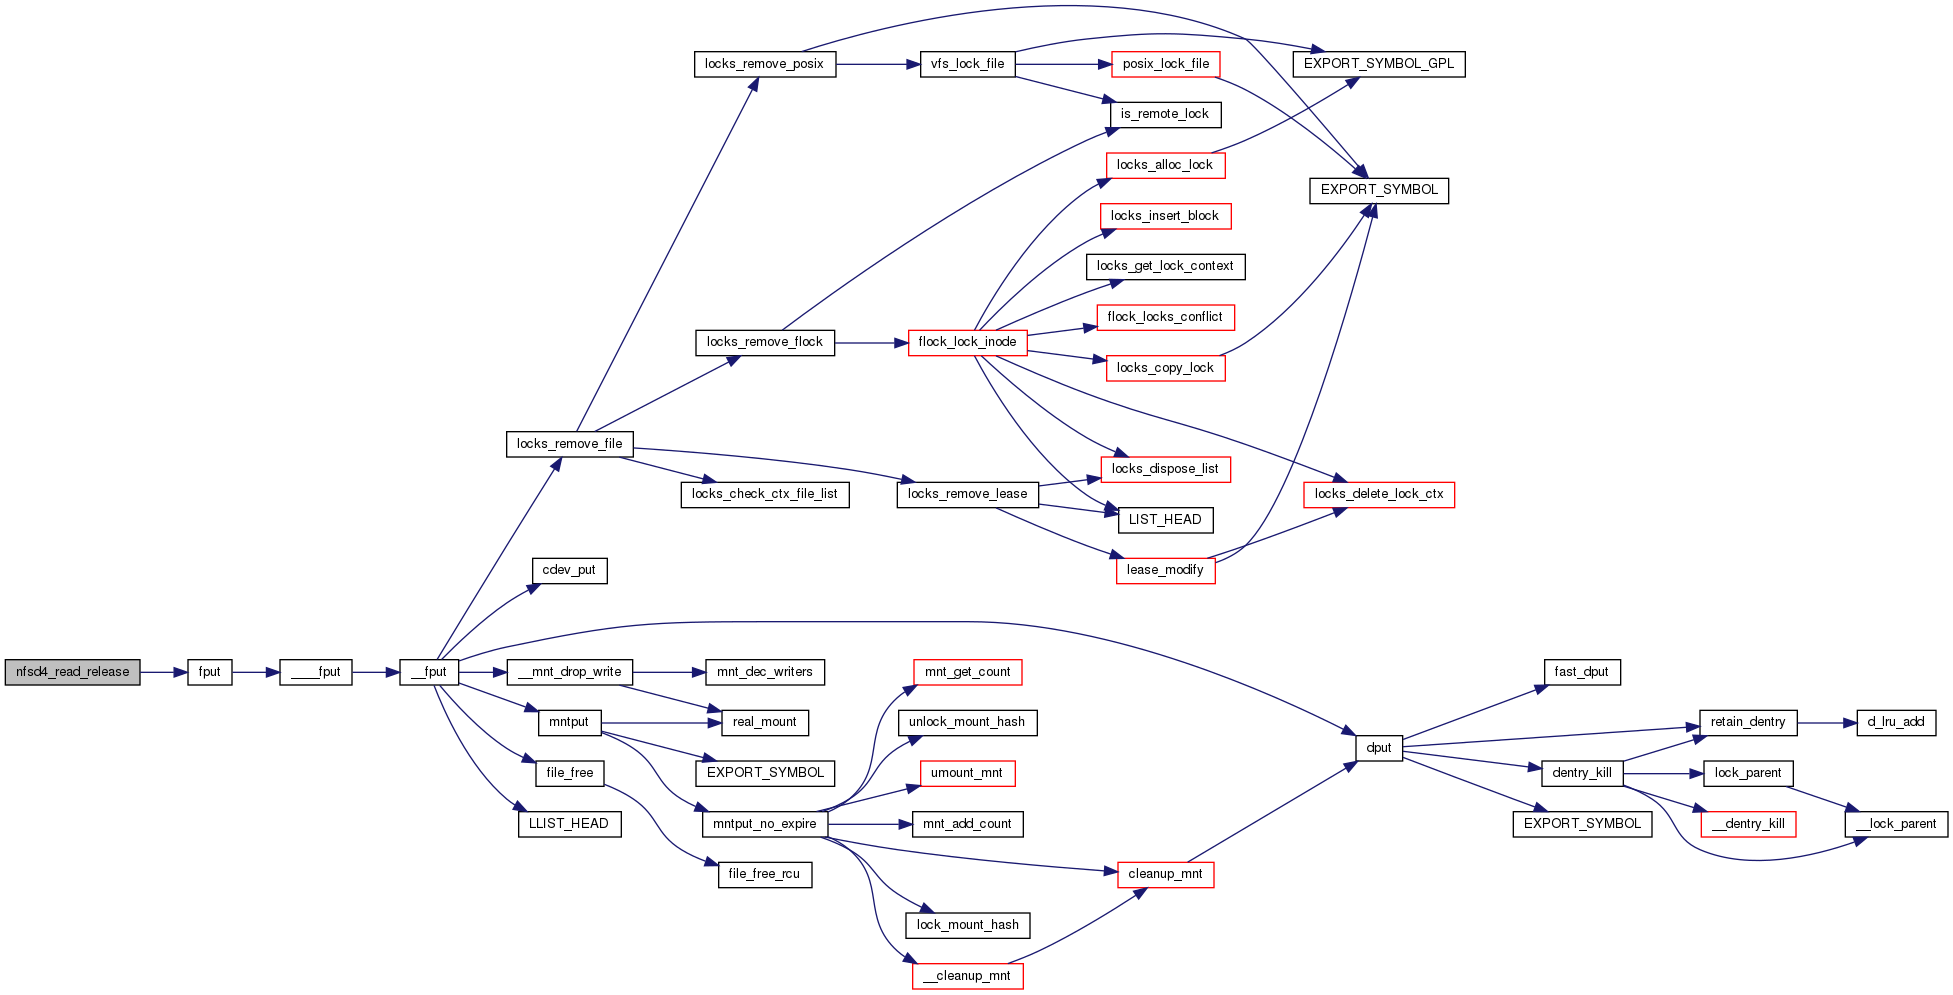 locks_remove_posix
vfs_lock_file
posix_lock_file
EXPORT_SYMBOL_GPL
is_remote_lock
locks_alloc_lock
EXPORT_SYMBOL
locks_insert_block
locks_get_lock_context
flock_locks_conflict
locks_remove_flock
flock_lock_inode
locks_copy_lock
locks_remove_file
locks_dispose_list
locks_check_ctx_file_list
locks_remove_lease
locks_delete_lock_ctx
LIST_HEAD
cdev_put
lease_modify
nfsd4_read_release
fput
____fput
__fput
__mnt_drop_write
mnt_dec_writers
mnt_get_count
fast_dput
mntput
real_mount
unlock_mount_hash
retain_dentry
d_lru_add
dput
file_free
EXPORT_SYMBOL
umount_mnt
dentry_kill
lock_parent
LLIST_HEAD
mntput_no_expire
mnt_add_count
EXPORT_SYMBOL
__dentry_kill
__lock_parent
file_free_rcu
cleanup_mnt
lock_mount_hash
__cleanup_mnt